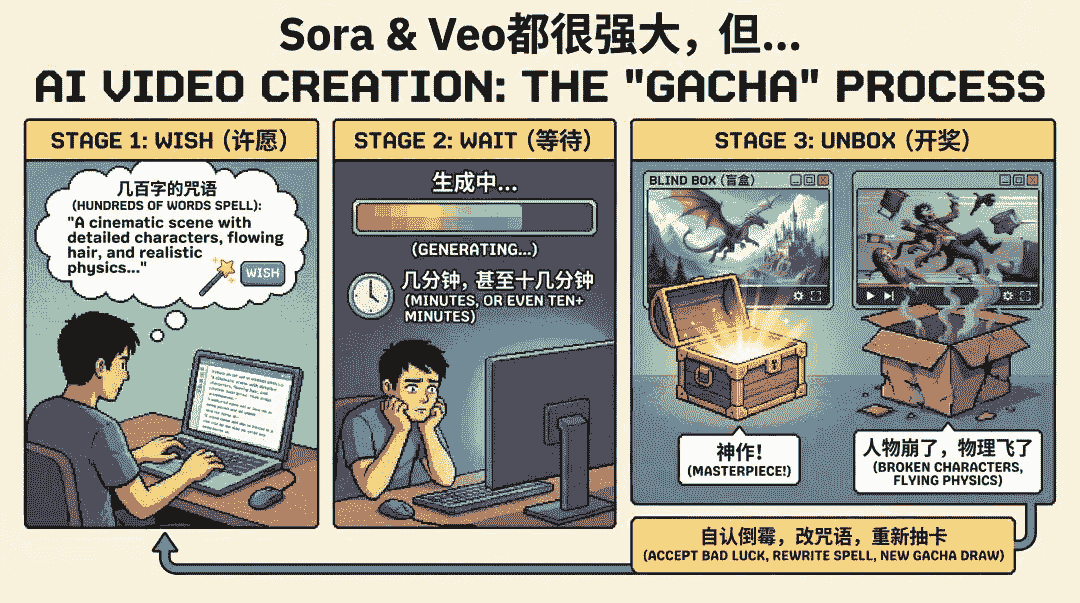 Sora & Veo都很强大，但...
AI VIDEO CREATION: THE "GACHA" PROCESS
STAGE 1: WISH (许愿)
几百字的咒语
(HUNDREDS OF WORDS SPELL):
"A cinematic scene with
detailed characters, flowing
hair, and realistic
physics..."
WISH
STAGE 2: WAIT (等待)
生成中...
(GENERATING...)
几分钟，甚至十几分钟
(MINUTES, OR EVEN TEN+
MINUTES)
STAGE 3: UNBOX (开奖)
BLIND BOX (盲盒)
神作！
(MASTERPIECE!)
人物崩了，物理飞了
(BROKEN CHARACTERS,
FLYING PHYSICS)
自认倒霉，改咒语，重新抽卡
(ACCEPT BAD LUCK, REWRITE SPELL, NEW GACHA DRAW)